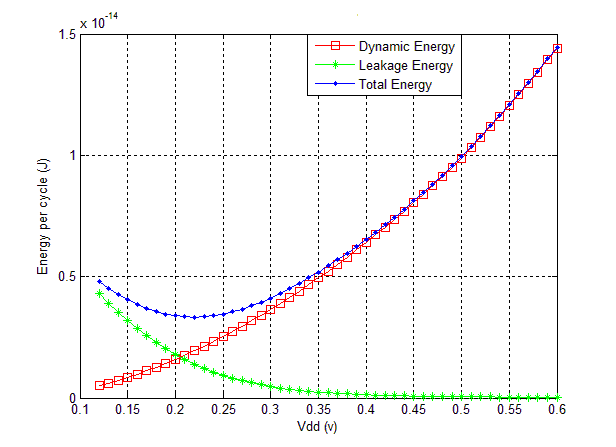 x 10^-14
1.5
1
0.5
0
Energy per cycle (J)
Dynamic Energy
Leakage Energy
Total Energy
0.1 0.15 0.2 0.25 0.3 0.35 0.4 0.45 0.5 0.55 0.6
Vdd (v)